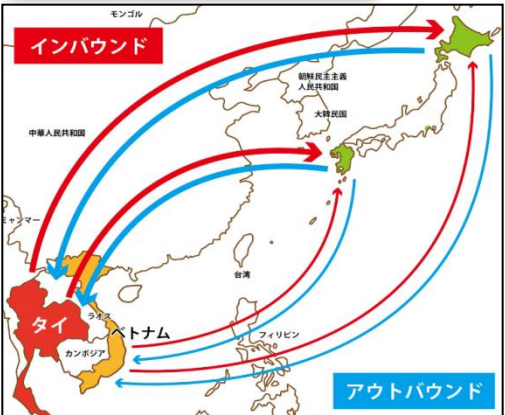 モンゴル
インバウンド
朝鮮民主主義
人民共和国
大韓民国
中華人民共和国
ミャンマー
台湾
タイ
ラオス
ベトナム
カンボジア
フィリピン
アウトバウンド